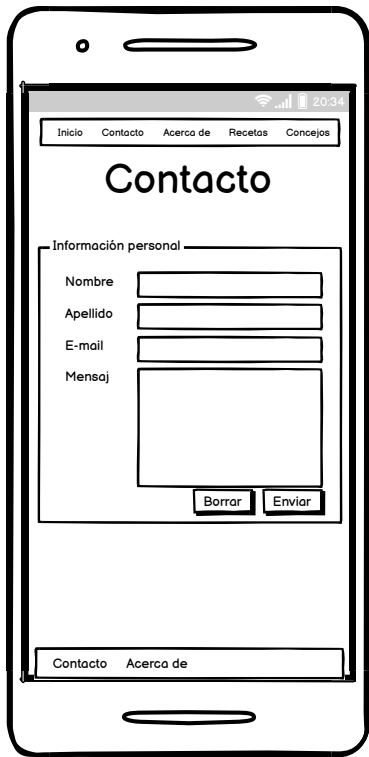 20:34
Inicio Contacto Acerca de Recetas Concejos
Contacto
Información personal
Nombre
Apellido
E-mail
Mensaj
Borrar Enviar
Contacto Acerca de